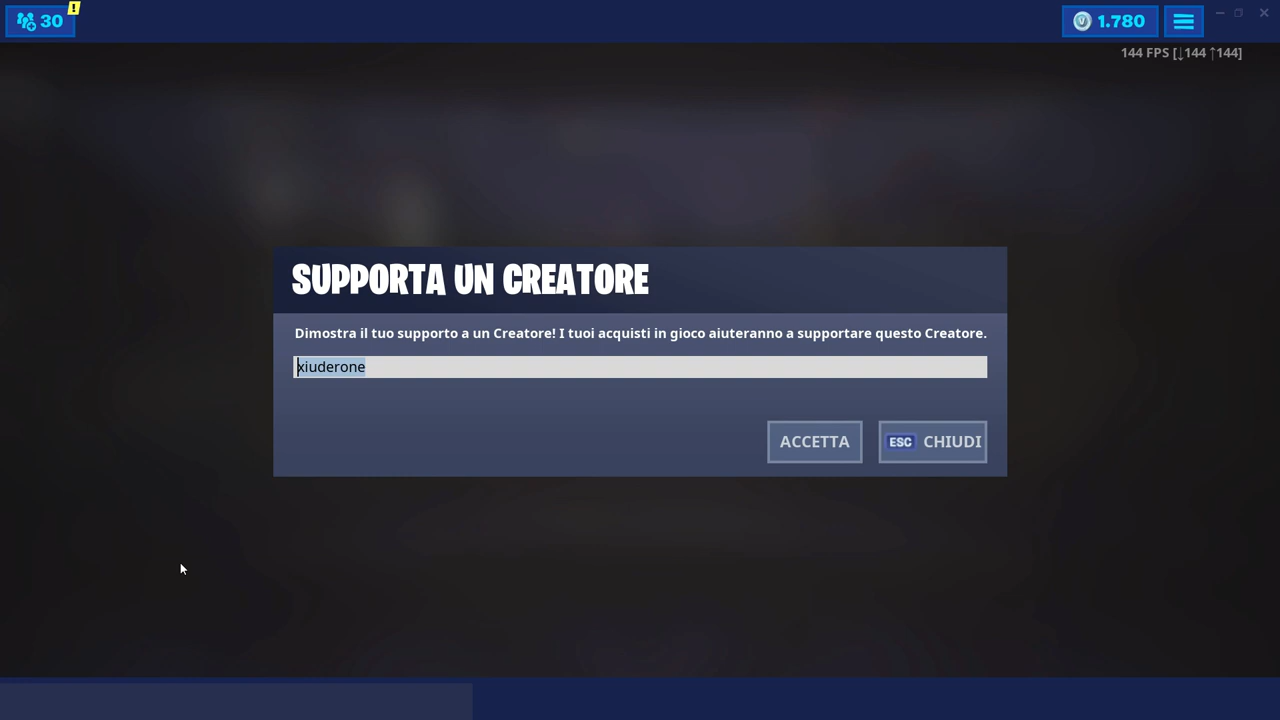 30
!
1.780
144 FPS [↓144 ↑144]
SUPPORTA UN CREATORE
Dimostra il tuo supporto a un Creatore! I tuoi acquisti in gioco aiuteranno a supportare questo Creatore.
xiuderone
ACCETTA
ESC CHIUDI